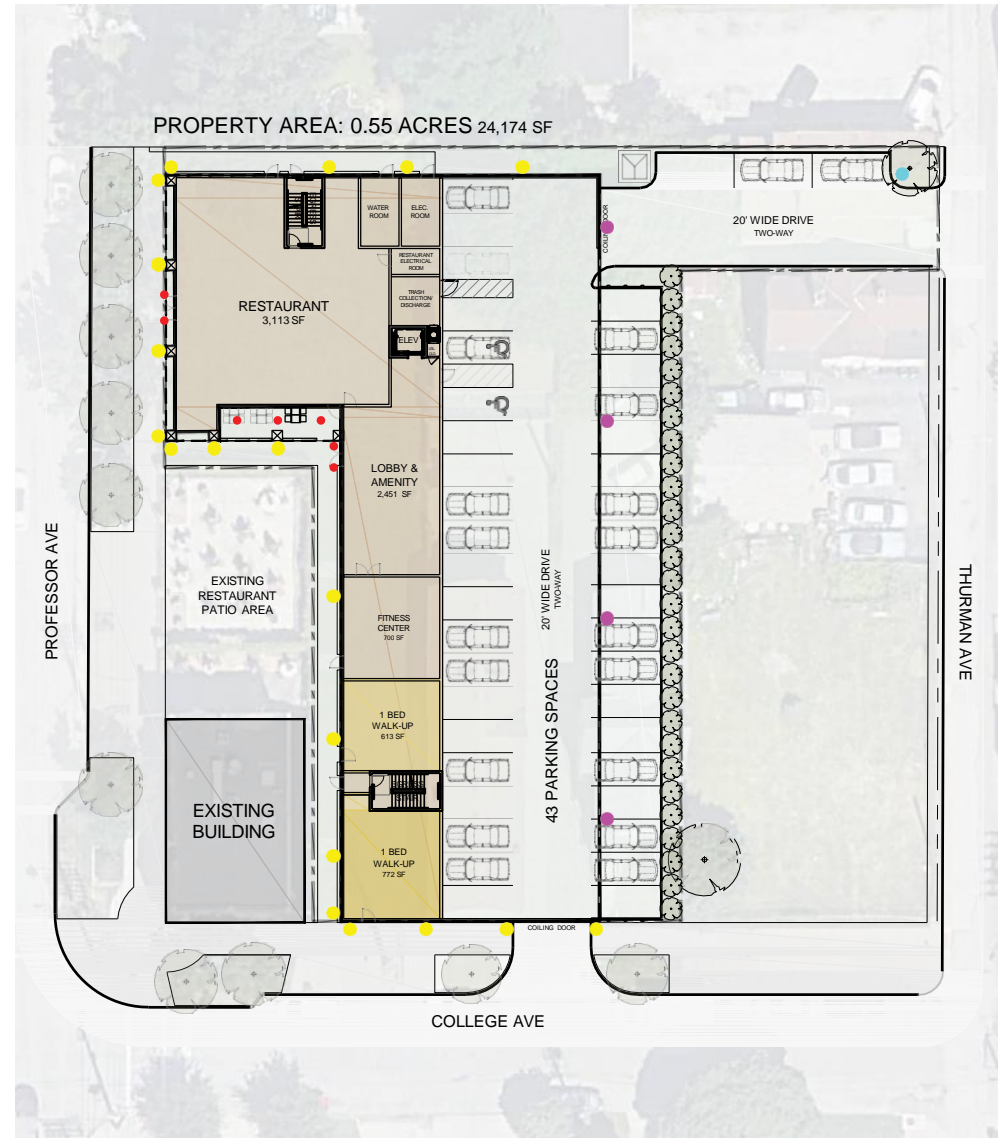 PROPERTY AREA: 0.55 ACRES 24,174 SF
WATER
ROOM
ELEC.
ROOM
20' WIDE DRIVE
TWO-WAY
COILING DOOR
RESTAURANT
ELECTRICAL
ROOM
TRASH
COLLECTION/
DISCHARGE
RESTAURANT
3,113 SF
ELEV
LOBBY &
AMENITY
2,451 SF
PROFESSOR AVE
EXISTING
RESTAURANT
PATIO AREA
FITNESS
CENTER
700 SF
20' WIDE DRIVE
TWO-WAY
THURMAN AVE
43 PARKING SPACES
1 BED
WALK-UP
613 SF
EXISTING
BUILDING
1 BED
WALK-UP
772 SF
COILING DOOR
COLLEGE AVE